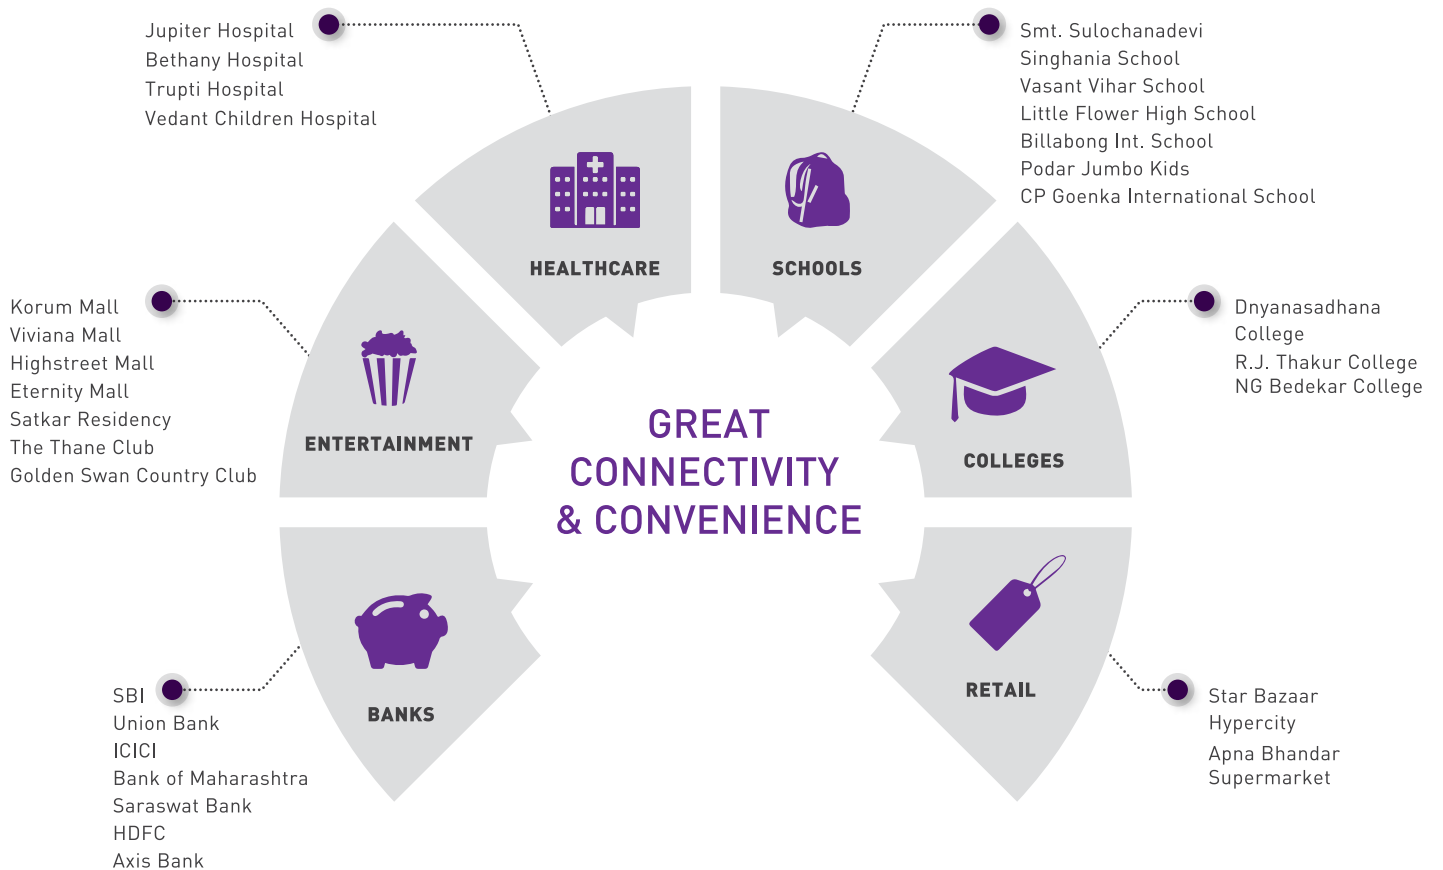 Jupiter Hospital
Bethany Hospital
Trupti Hospital
Vedant Children Hospital
HEALTHCARE
Smt. Sulochanadevi
Singhania School
Vasant Vihar School
Little Flower High School
Billabong Int. School
Podar Jumbo Kids
CP Goenka International School
SCHOOLS
Korum Mall
Viviana Mall
Highstreet Mall
Eternity Mall
Satkar Residency
The Thane Club
Golden Swan Country Club
ENTERTAINMENT
GREAT
CONNECTIVITY
& CONVENIENCE
Dnyanasadhana
College
R.J. Thakur College
NG Bedekar College
COLLEGES
SBI
Union Bank
ICICI
Bank of Maharashtra
Saraswat Bank
HDFC
Axis Bank
BANKS
RETAIL
Star Bazaar
Hypercity
Apna Bhandar
Supermarket